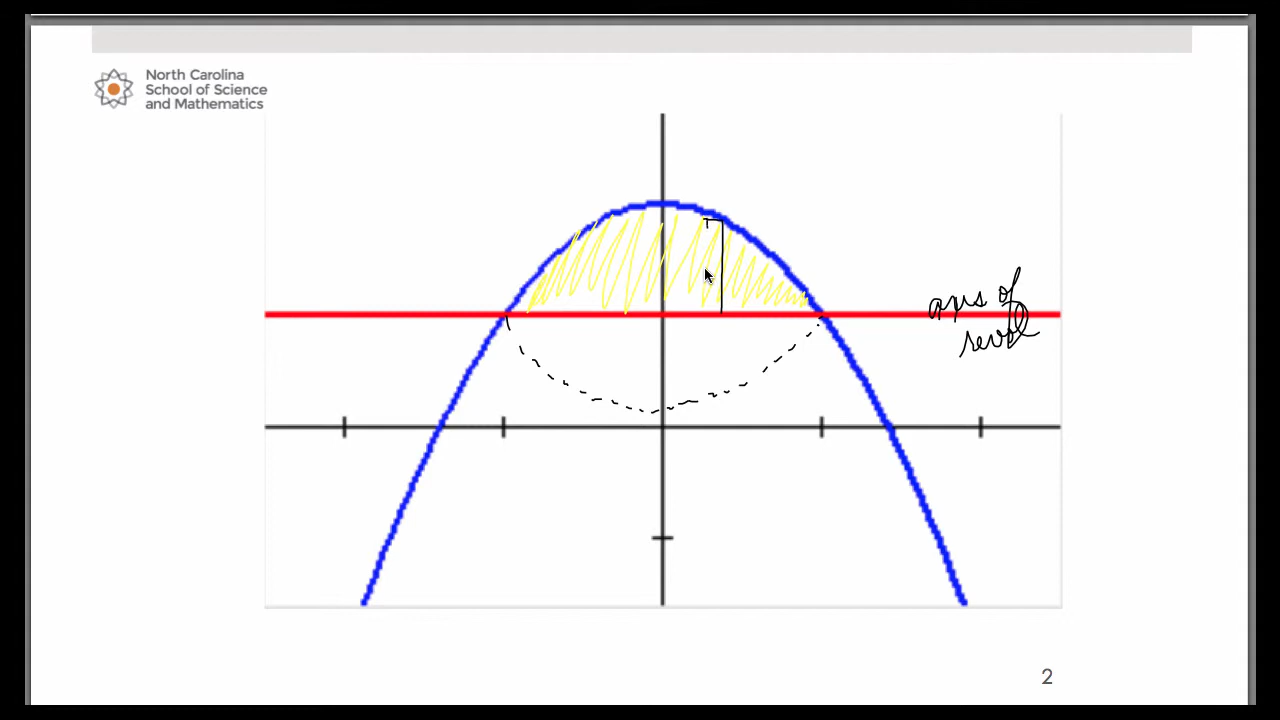 North Carolina
School of Science
and Mathematics
axis of
revol
2